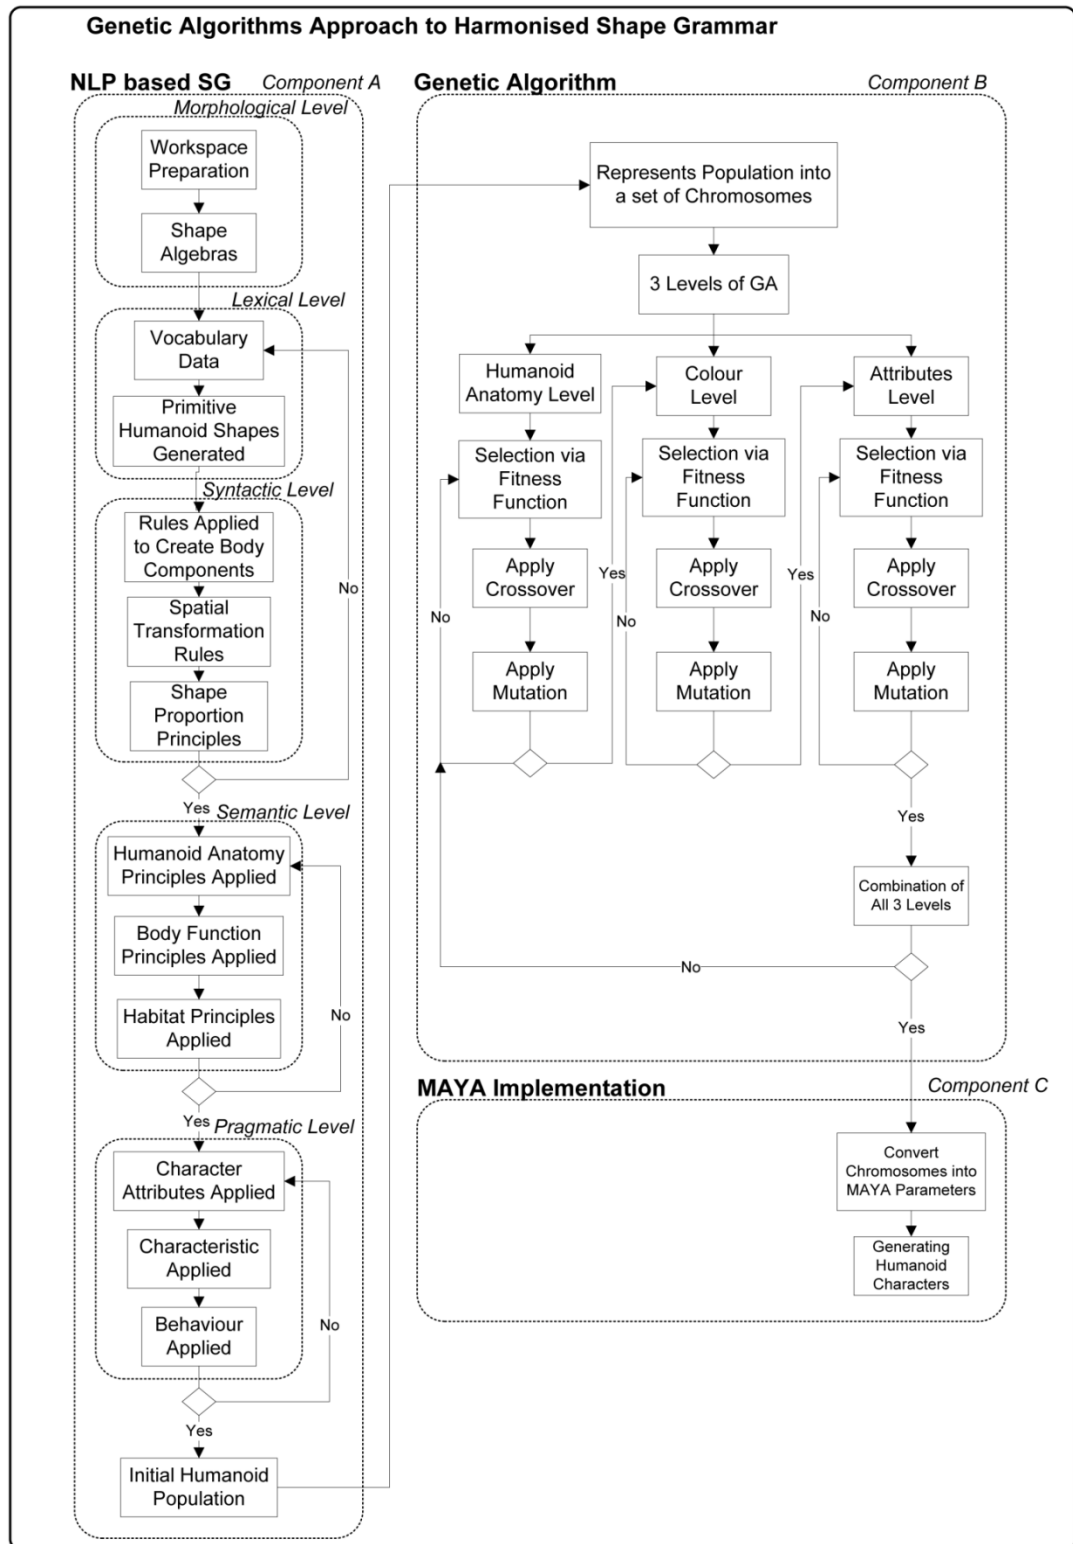 Genetic Algorithms Approach to Harmonised Shape Grammar
NLP based SG
Component A
Morphological Level
Workspace
Preparation
Shape
Algebras
Lexical Level
Vocabulary
Data
Primitive
Humanoid Shapes
Generated
Syntactic Level
Rules Applied
to Create Body
Components
No
Spatial
Transformation
Rules
Shape
Proportion
Principles
Yes
Semantic Level
Humanoid Anatomy
Principles Applied
Body Function
Principles Applied
No
Habitat Principles
Applied
Yes
Pragmatic Level
Character
Attributes Applied
Characteristic
Applied
No
Behaviour
Applied
Yes
Initial Humanoid
Population
Genetic Algorithm
Component B
Represents Population into
a set of Chromosomes
3 Levels of GA
Humanoid
Anatomy Level
Selection via
Fitness
Function
Apply
Crossover
No
Apply
Mutation
Yes
Colour
Level
Selection via
Fitness
Function
Apply
Crossover
No
Apply
Mutation
Yes
Attributes
Level
Selection via
Fitness
Function
Apply
Crossover
No
Apply
Mutation
Yes
Combination of
All 3 Levels
No
Yes
MAYA Implementation
Component C
Convert
Chromosomes into
MAYA Parameters
Generating
Humanoid
Characters